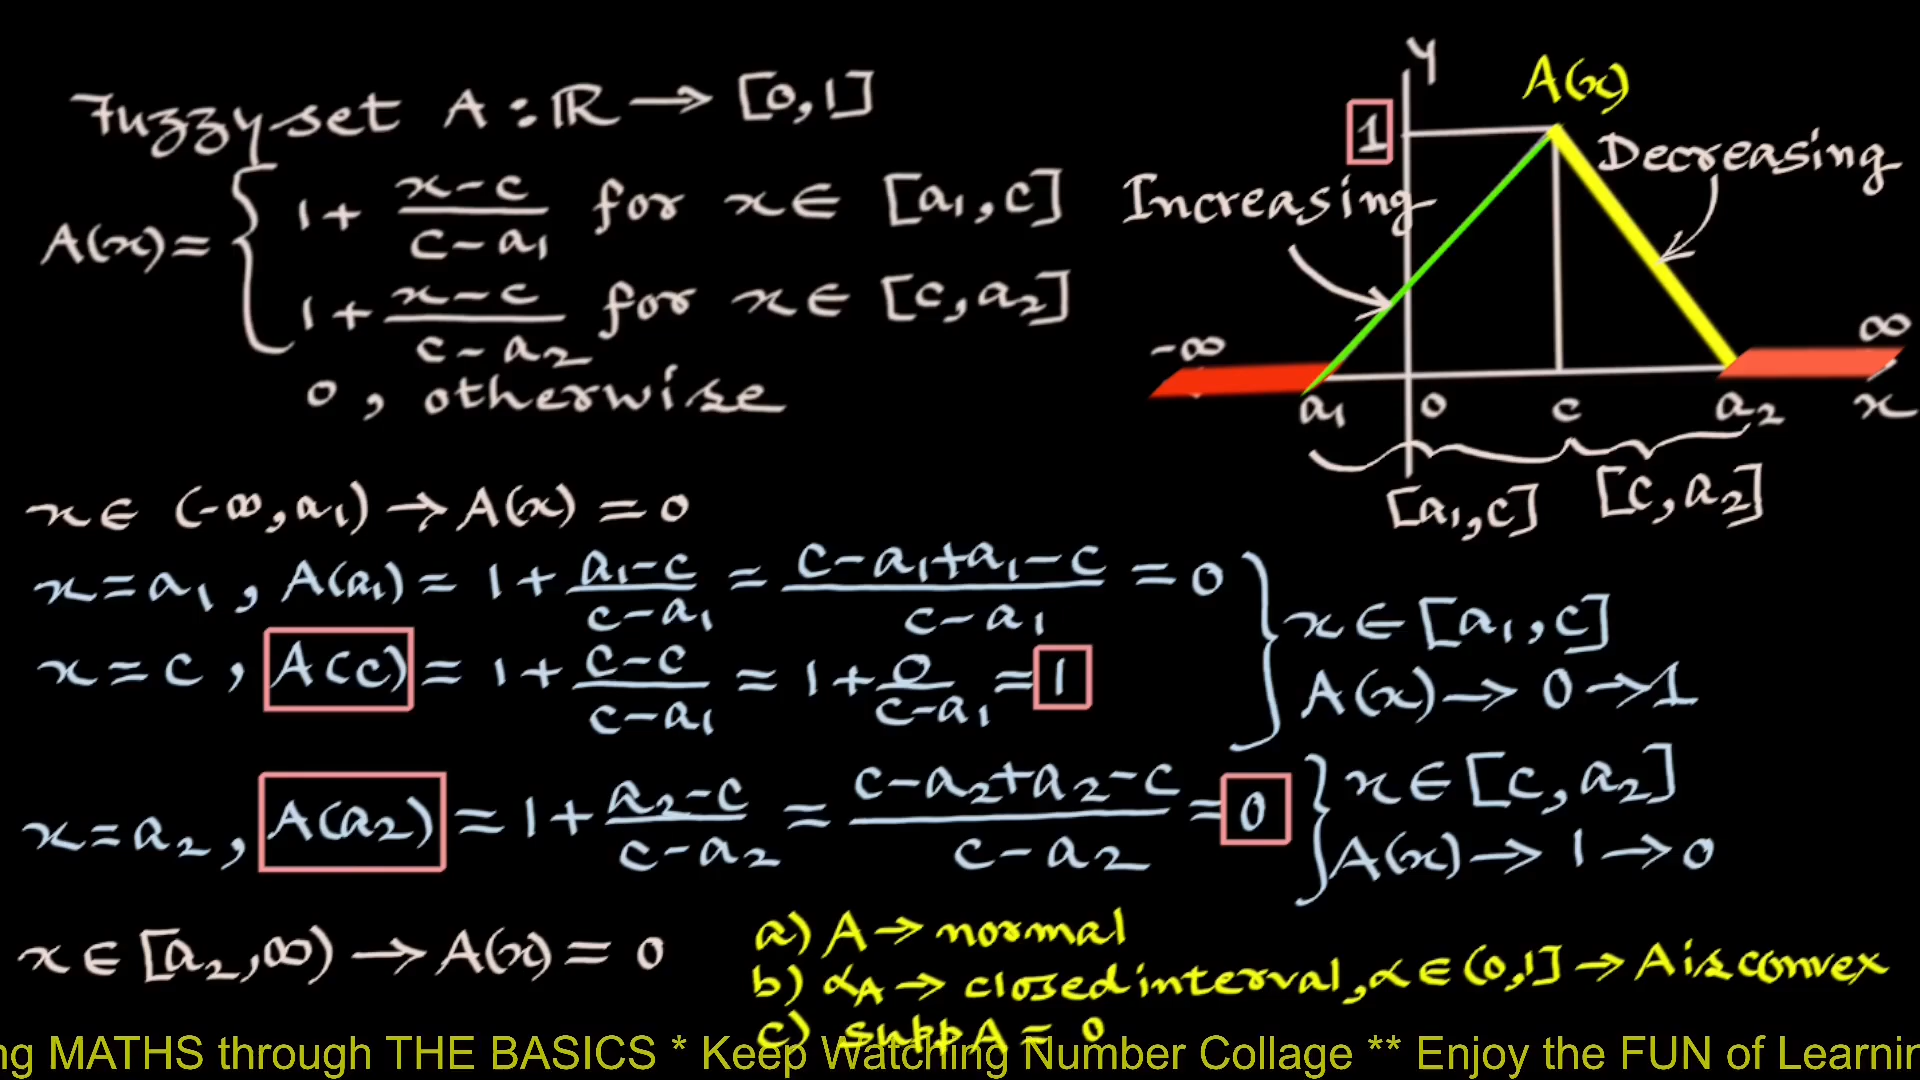 Fuzzy set A : ℝ → [0,1]
A(x) = { 1 + (x-c)/(c-a₁) for x ∈ [a₁,c]
1 + (x-c)/(c-a₂) for x ∈ [c,a₂]
0, otherwise
y
A(x)
1
Increasing
Decreasing
-∞
∞
a₁ 0 c a₂ x
[a₁,c] [c,a₂]
x ∈ (-∞,a₁) → A(x) = 0
x = a₁, A(a₁) = 1 + (a₁-c)/(c-a₁) = (c-a₁+a₁-c)/(c-a₁) = 0
x = c, A(c) = 1 + (c-c)/(c-a₁) = 1 + 0/(c-a₁) = 1
} x ∈ [a₁,c]
A(x) → 0 → 1
x = a₂, A(a₂) = 1 + (a₂-c)/(c-a₂) = (c-a₂+a₂-c)/(c-a₂) = 0
} x ∈ [c,a₂]
A(x) → 1 → 0
x ∈ [a₂,∞) → A(x) = 0
a) A → normal
b) αA → closed interval, α ∈ (0,1] → A is convex
c) supp A = 0
ng MATHS through THE BASICS * Keep Watching Number Collage ** Enjoy the FUN of Learnin